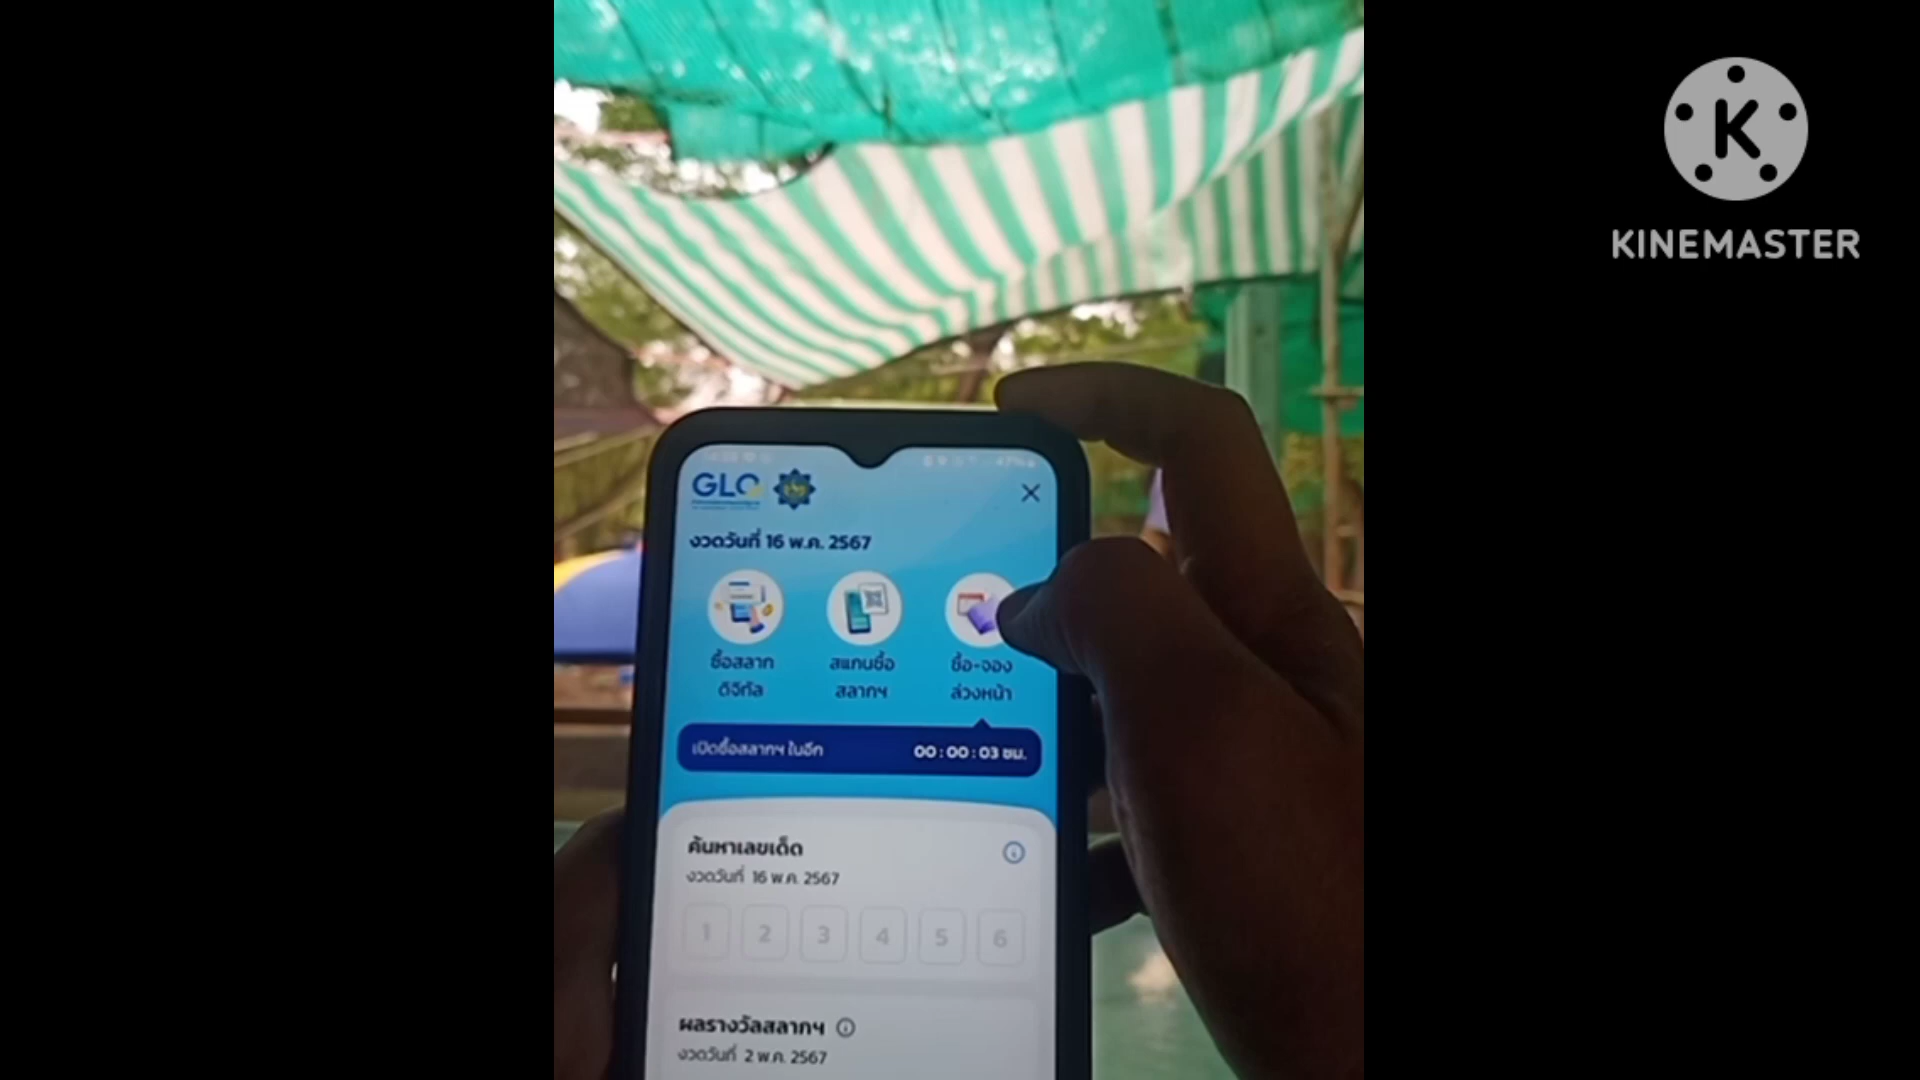 KINEMASTER
GLO
งวดวันที่ 16 พ.ค. 2567
ซื้อสลาก
ดิจิทัล
สแกนซื้อ
สลากฯ
ซื้อ-จอง
ล่วงหน้า
เปิดซื้อสลากฯ ในอีก 00:00:03 ชม.
ค้นหาเลขเด็ด
งวดวันที่ 16 พ.ค. 2567
1 2 3 4 5 6
ผลรางวัลสลากฯ
งวดวันที่ 2 พ.ค. 2567